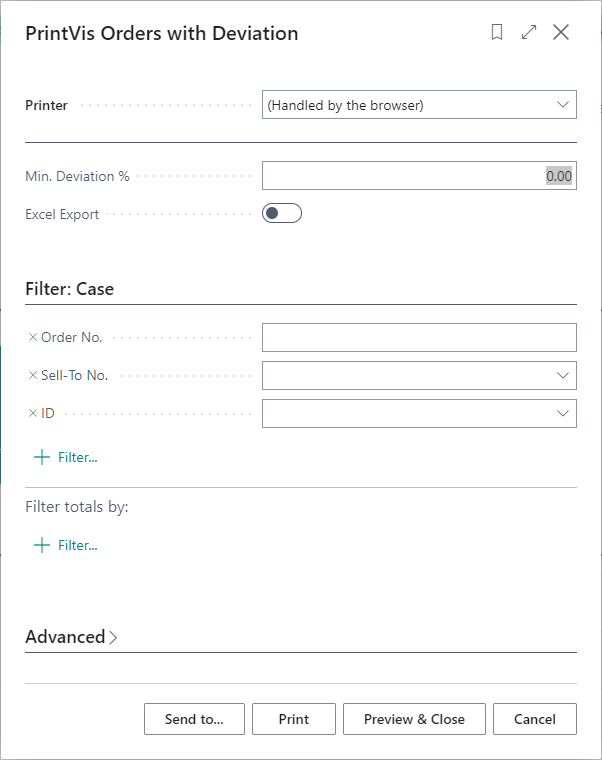 PrintVis Orders with Deviation
Printer (Handled by the browser)
Min. Deviation % 0.00
Excel Export
Filter: Case
Order No.
Sell-To No.
ID
Filter...
Filter totals by:
Filter...
Advanced
Send to... Print Preview & Close Cancel